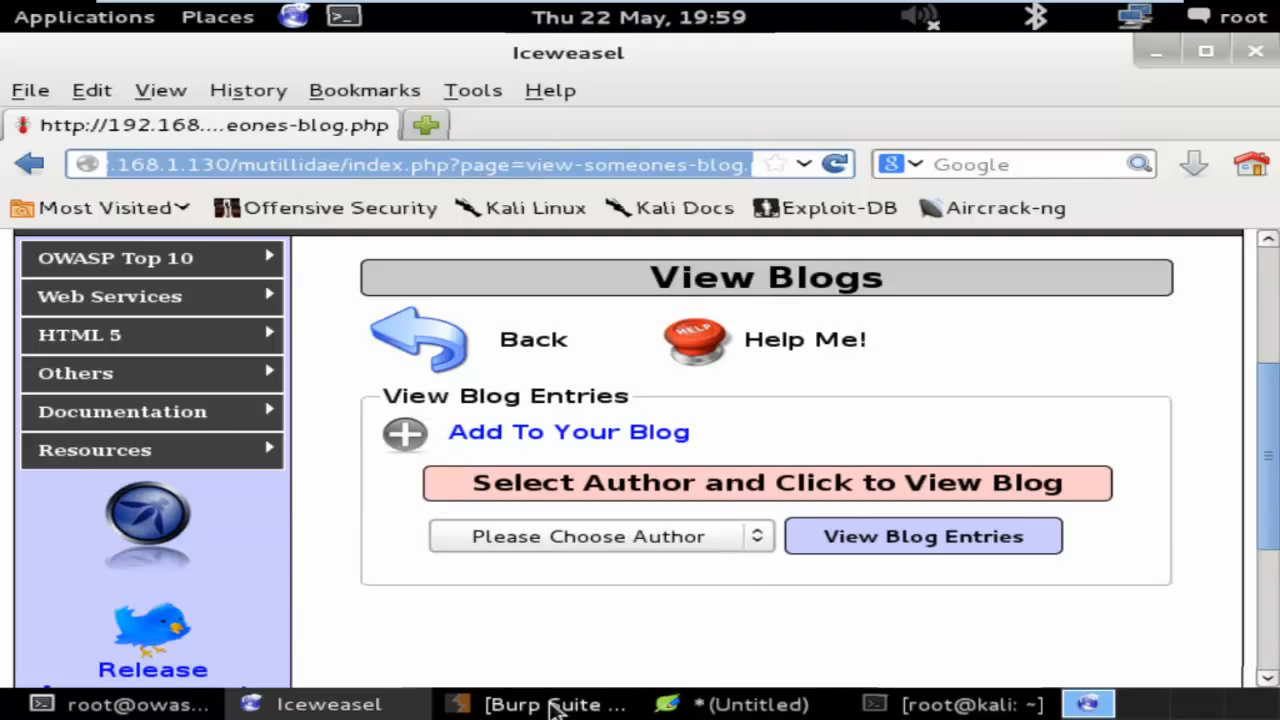 Applications Places Thu 22 May, 19:59 root
Iceweasel
File Edit View History Bookmarks Tools Help
http://192.168....eones-blog.php
.168.1.130/mutillidae/index.php?page=view-someones-blog. Google
Most Visited Offensive Security Kali Linux Kali Docs Exploit-DB Aircrack-ng
OWASP Top 10
Web Services
HTML 5
Others
Documentation
Resources
Release
View Blogs
Back HELP Help Me!
View Blog Entries
Add To Your Blog
Select Author and Click to View Blog
Please Choose Author View Blog Entries
root@owas... Iceweasel [Burp Suite ... *(Untitled) [root@kali: ~]